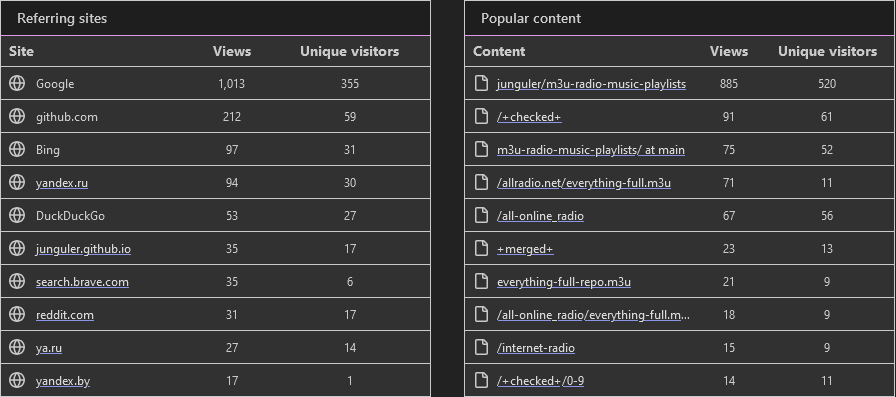 Referring sites
Site Views Unique visitors
Google 1,013 355
github.com 212 59
Bing 97 31
yandex.ru 94 30
DuckDuckGo 53 27
junguler.github.io 35 17
search.brave.com 35 6
reddit.com 31 17
ya.ru 27 14
yandex.by 17 1
Popular content
Content Views Unique visitors
junguler/m3u-radio-music-playlists 885 520
/+checked+ 91 61
m3u-radio-music-playlists/ at main 75 52
/allradio.net/everything-full.m3u 71 11
/all-online_radio 67 56
+merged+ 23 13
everything-full-repo.m3u 21 9
/all-online_radio/everything-full.m... 18 9
/internet-radio 15 9
/+checked+/0-9 14 11